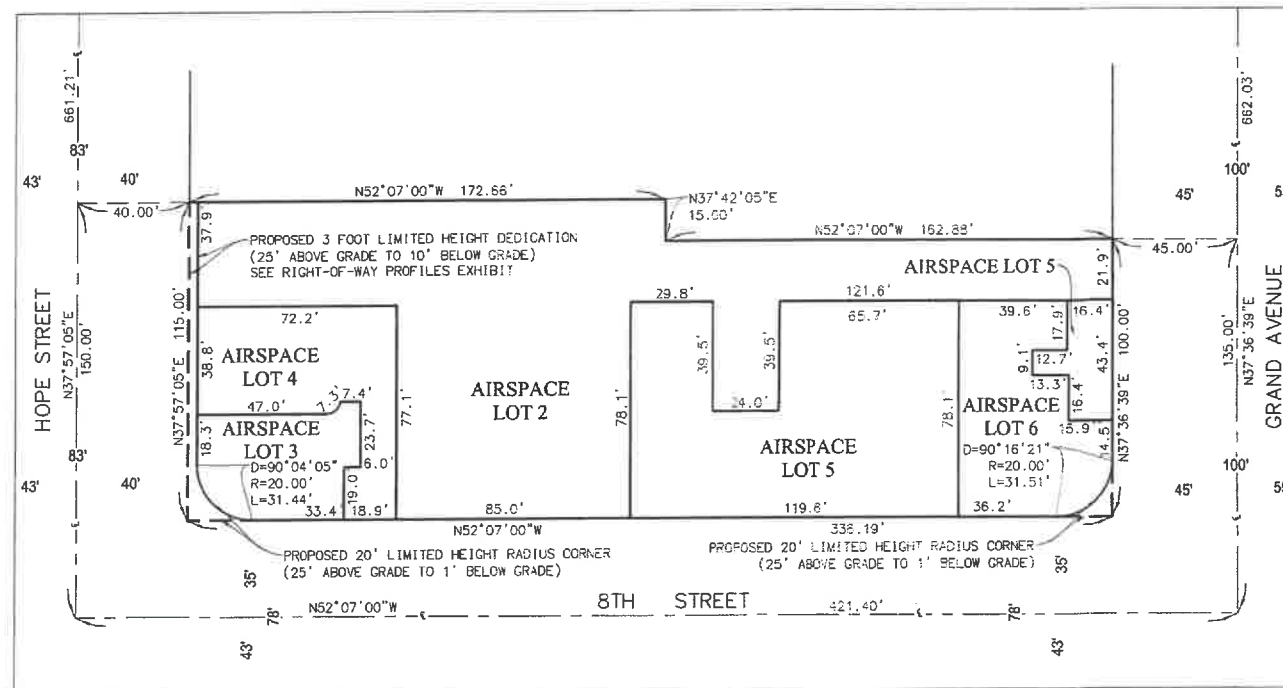 661.21'
662.03'
83'
100'
43'
40'
45'
40.00'
N52°07'00"W 172.66'
N37°42'05"E
15.00'
N52°07'00"W 162.88'
45.00'
37.9'
PROPOSED 3 FOOT LIMITED HEIGHT DEDICATION
(25' ABOVE GRADE TO 10' BELOW GRADE)
SEE RIGHT-OF-WAY PROFILES EXHIBIT
AIRSPACE LOT 5
21.9'
HOPE STREET
N37°57'05"E
150.00'
N37°57'05"E 115.00'
72.2'
29.8'
121.6'
65.7'
39.6'
16.4'
17.9'
38.8'
AIRSPACE
LOT 4
39.5'
39.5'
9.1'
12.7'
43.4'
N37°36'39"E 100.00'
135.00'
N37°36'39"E
GRAND AVENUE
13.3'
16.4'
47.0'
7.3'
7.4'
77.1'
AIRSPACE
LOT 2
78.1'
24.0'
78.1'
AIRSPACE
LOT 6
15.9'
14.5'
18.3'
AIRSPACE
LOT 3
23.7'
6.0'
AIRSPACE
LOT 5
D=90°04'05"
R=20.00'
L=31.44'
D=90°16'21"
R=20.00'
L=31.51'
83'
43'
40'
100'
45'
19.0'
33.4'
18.9'
85.0'
119.6'
36.2'
N52°07'00"W
338.19'
PROPOSED 20' LIMITED HEIGHT RADIUS CORNER
(25' ABOVE GRADE TO 1' BELOW GRADE)
PROPOSED 20' LIMITED HEIGHT RADIUS CORNER
(25' ABOVE GRADE TO 1' BELOW GRADE)
35'
35'
N52°07'00"W
8TH STREET
421.40'
78'
78'
43'
43'